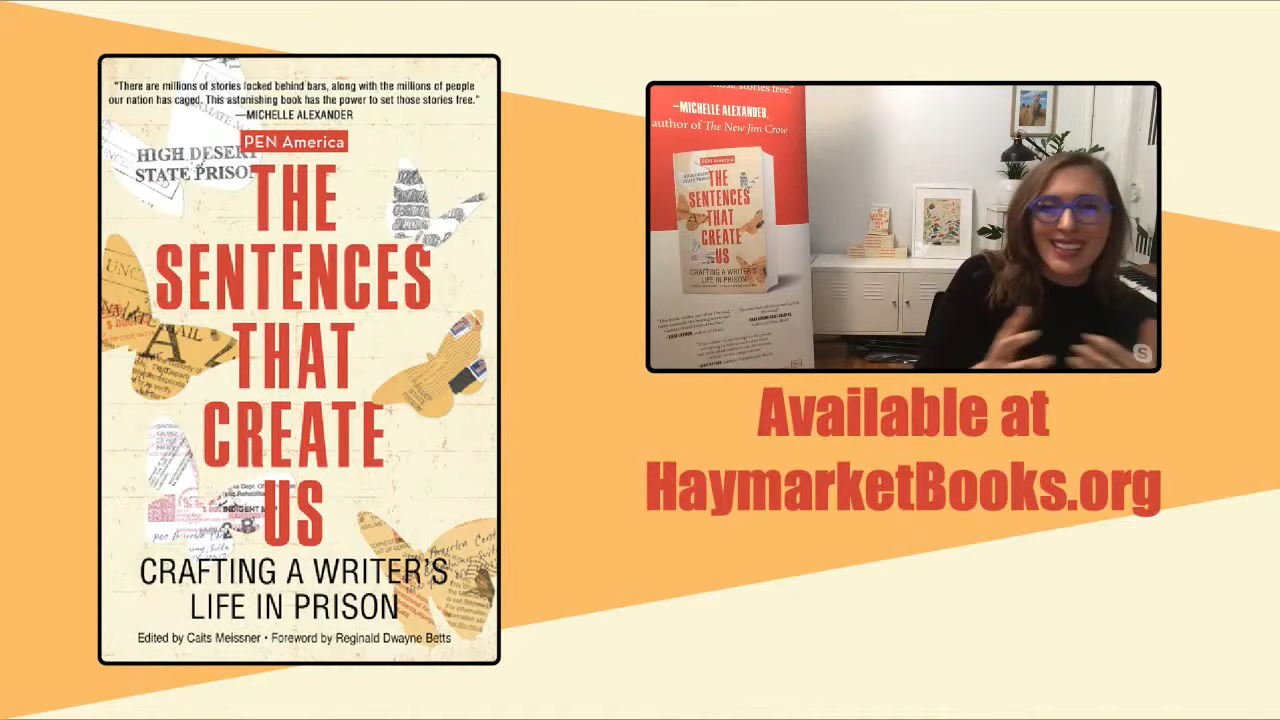 "There are millions of stories locked behind bars, along with the millions of people
our nation has caged. This astonishing book has the power to set those stories free."
—MICHELLE ALEXANDER
PEN America
HIGH DESERT
STATE PRISON
THE
SENTENCES
THAT
CREATE
US
CRAFTING A WRITER'S
LIFE IN PRISON
Edited by Caits Meissner • Foreword by Reginald Dwayne Betts
those stories free."
—MICHELLE ALEXANDER,
author of The New Jim Crow
PEN America
THE
SENTENCES
THAT
CREATE
US
CRAFTING A WRITER'S
LIFE IN PRISON
Available at
HaymarketBooks.org